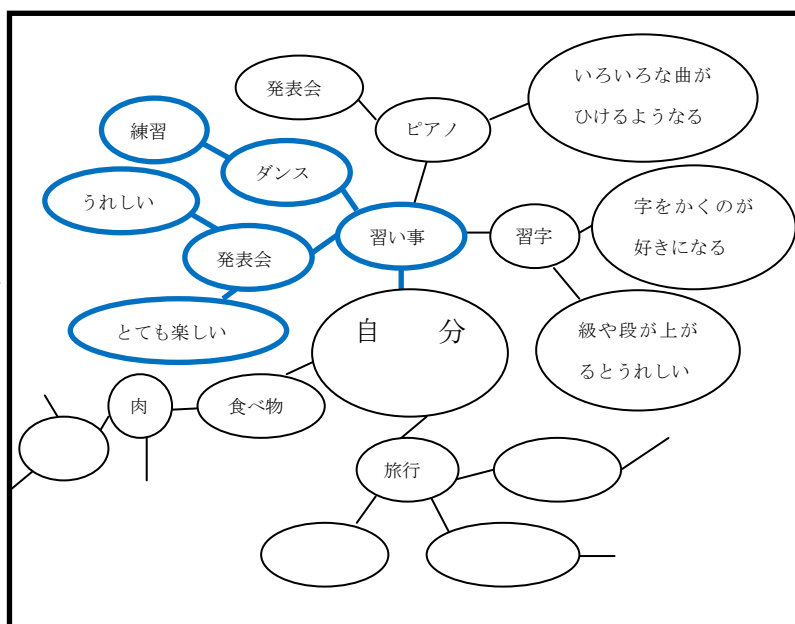 発表会
いろいろな曲が
ひけるようなる
練習
ピアノ
ダンス
うれしい
字をかくのが
好きになる
習い事
習字
発表会
とても楽しい
自　分
級や段が上が
るとうれしい
肉
食べ物
旅行